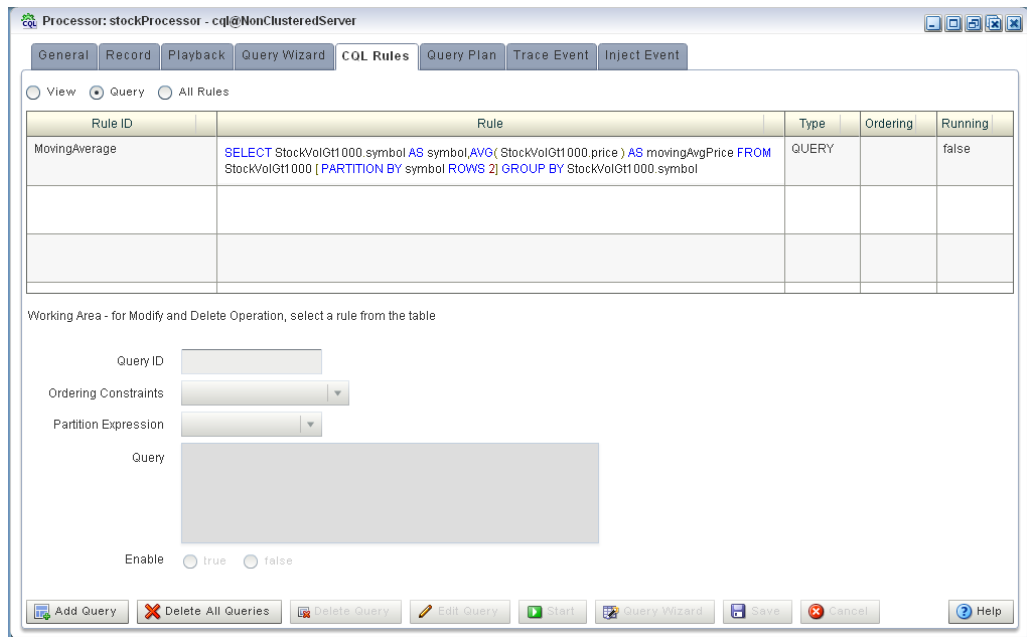 CQL Processor: stockProcessor - cql@NonClusteredServer
General Record Playback Query Wizard CQL Rules Query Plan Trace Event Inject Event
View Query All Rules
Rule ID Rule Type Ordering Running
MovingAverage SELECT StockVolGt1000.symbol AS symbol,AVG( StockVolGt1000.price ) AS movingAvgPrice FROM QUERY false
StockVolGt1000 [ PARTITION BY symbol ROWS 2] GROUP BY StockVolGt1000.symbol
Working Area - for Modify and Delete Operation, select a rule from the table
Query ID
Ordering Constraints
Partition Expression
Query
Enable true false
Add Query Delete All Queries Delete Query Edit Query Start Query Wizard Save Cancel Help